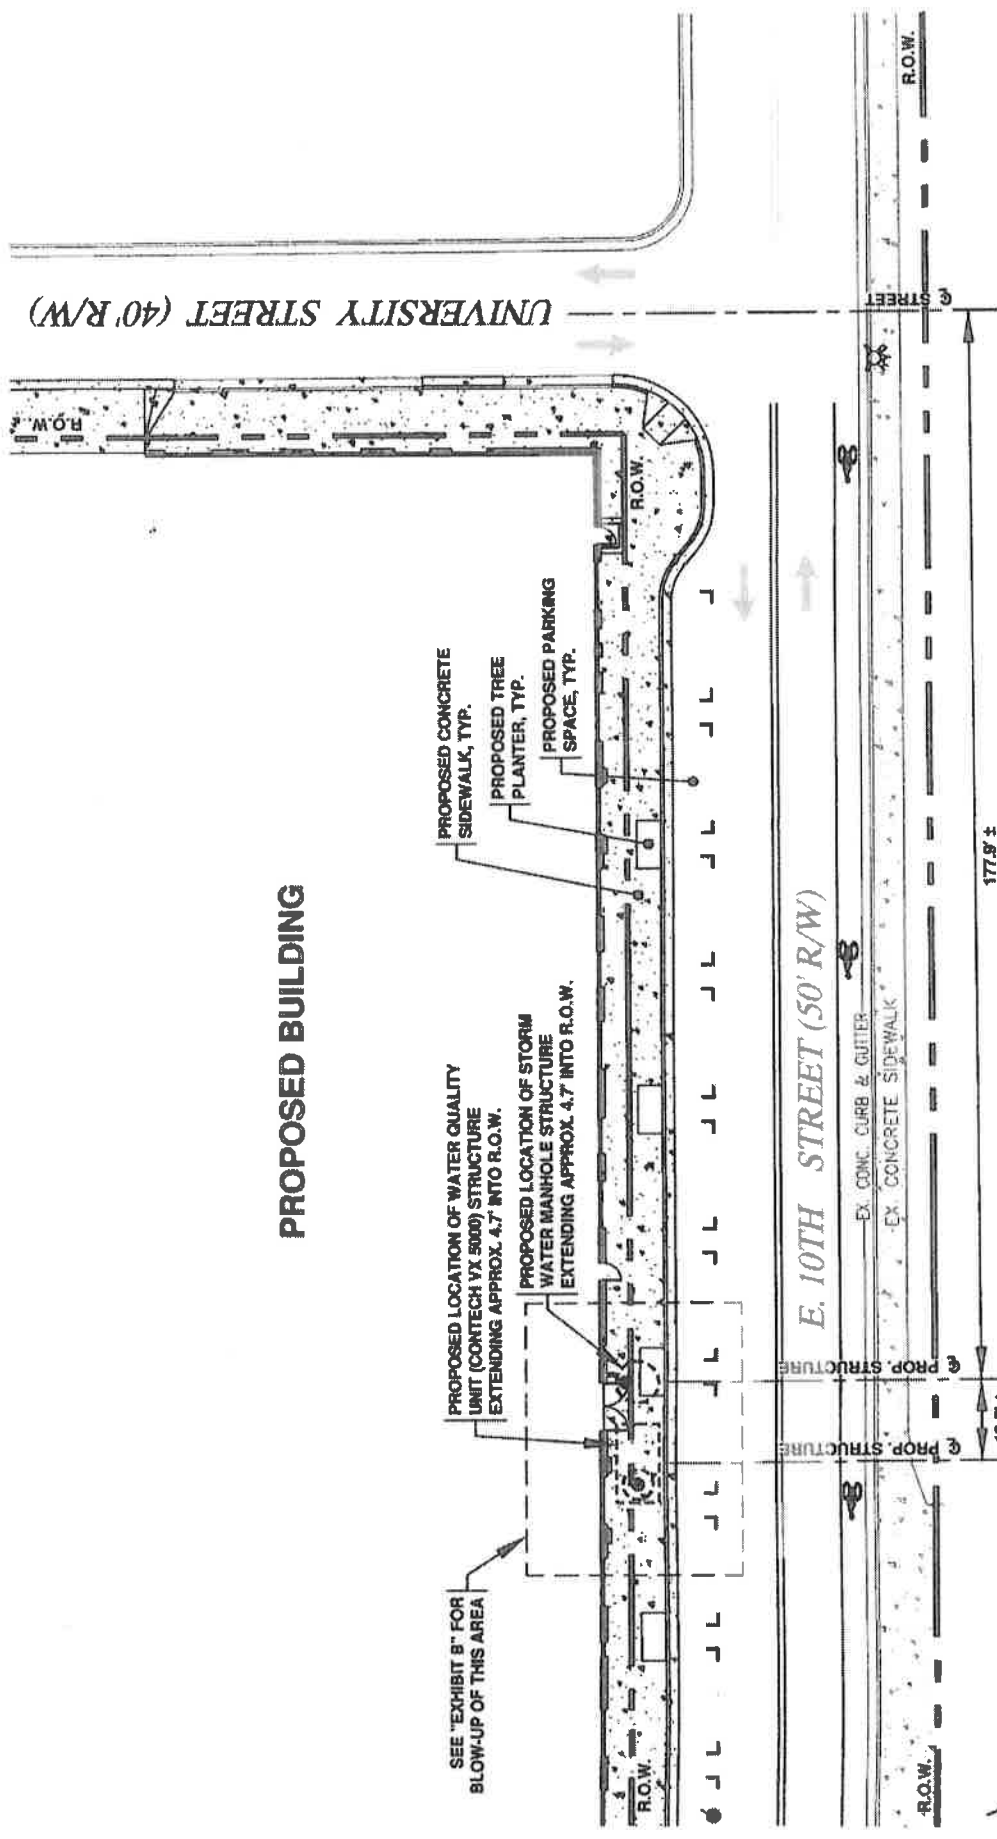 PROPOSED BUILDING
UNIVERSITY STREET (40' R/W)
R.O.W.
R.O.W.
PROPOSED CONCRETE
SIDEWALK, TYP.
PROPOSED TREE
PLANTER, TYP.
PROPOSED PARKING
SPACE, TYP.
PROPOSED LOCATION OF WATER QUALITY
UNIT (CONTECH VX 5000) STRUCTURE
EXTENDING APPROX. 4.7' INTO R.O.W.
PROPOSED LOCATION OF STORM
WATER MANHOLE STRUCTURE
EXTENDING APPROX. 4.7' INTO R.O.W.
SEE "EXHIBIT B" FOR
BLOW-UP OF THIS AREA
R.O.W.
E. 10TH STREET (50' R/W)
EX. CONC. CURB & GUTTER
EX. CONCRETE SIDEWALK
℄ PROP. STRUCTURE
℄ PROP. STRUCTURE
℄ STREET
R.O.W.
R.O.W.
177.9' ±